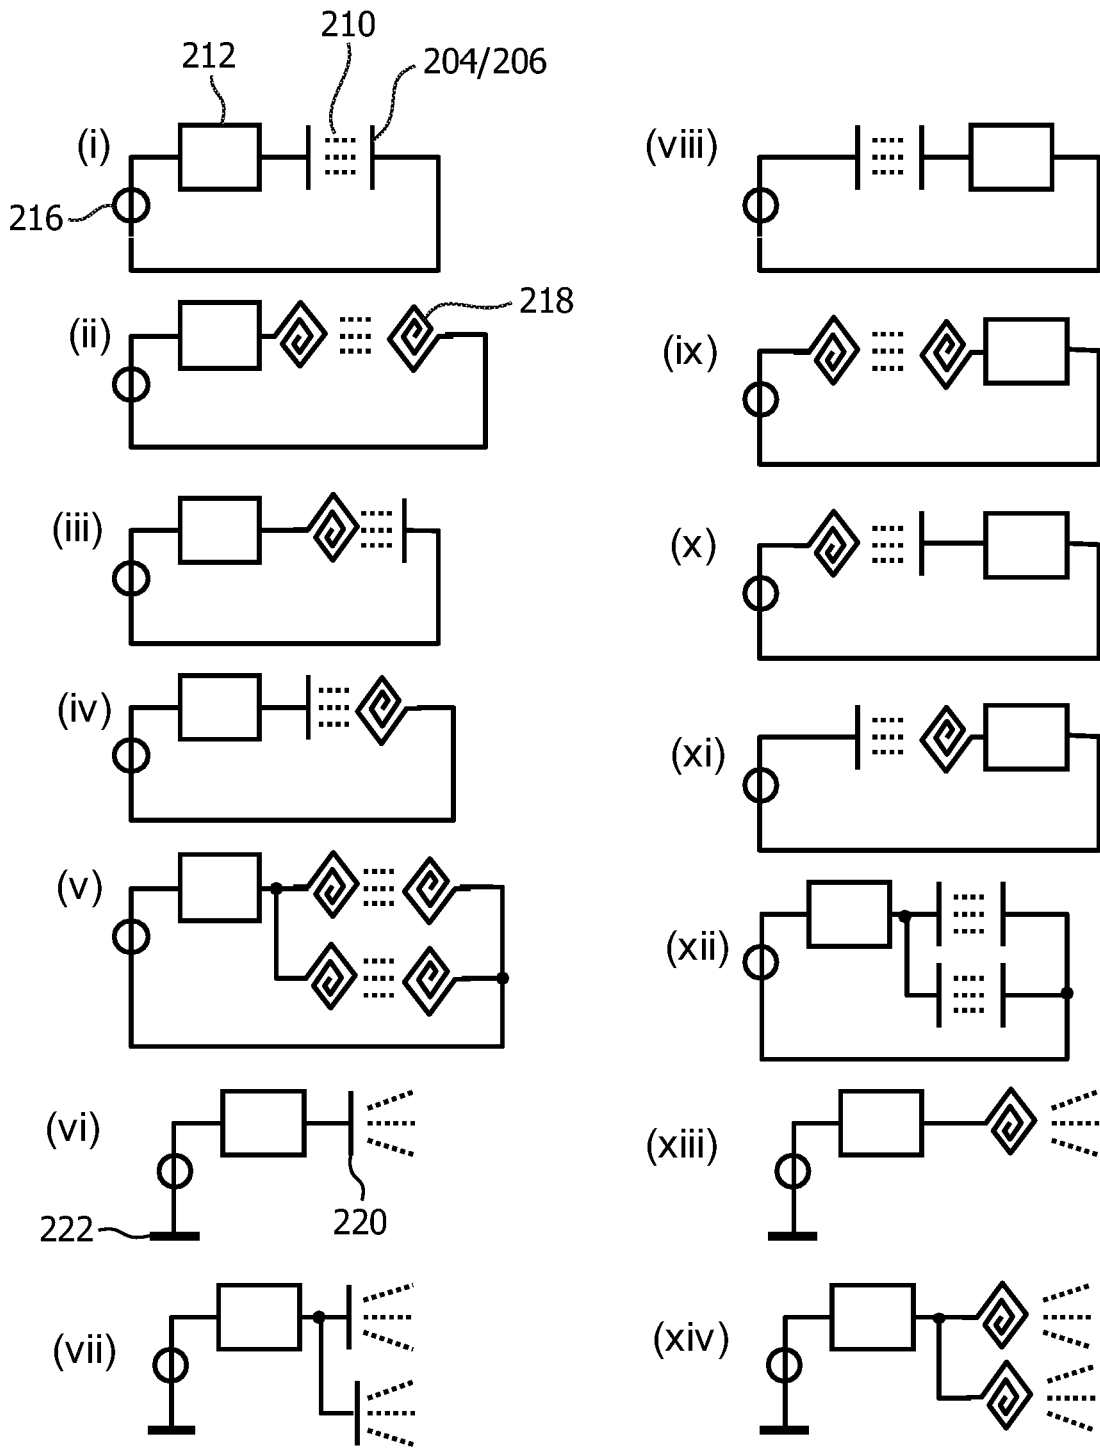 210
212
204/206
(i)
(viii)
216
218
(ii)
(ix)
(iii)
(x)
(iv)
(xi)
(v)
(xii)
(vi)
(xiii)
222
220
(vii)
(xiv)